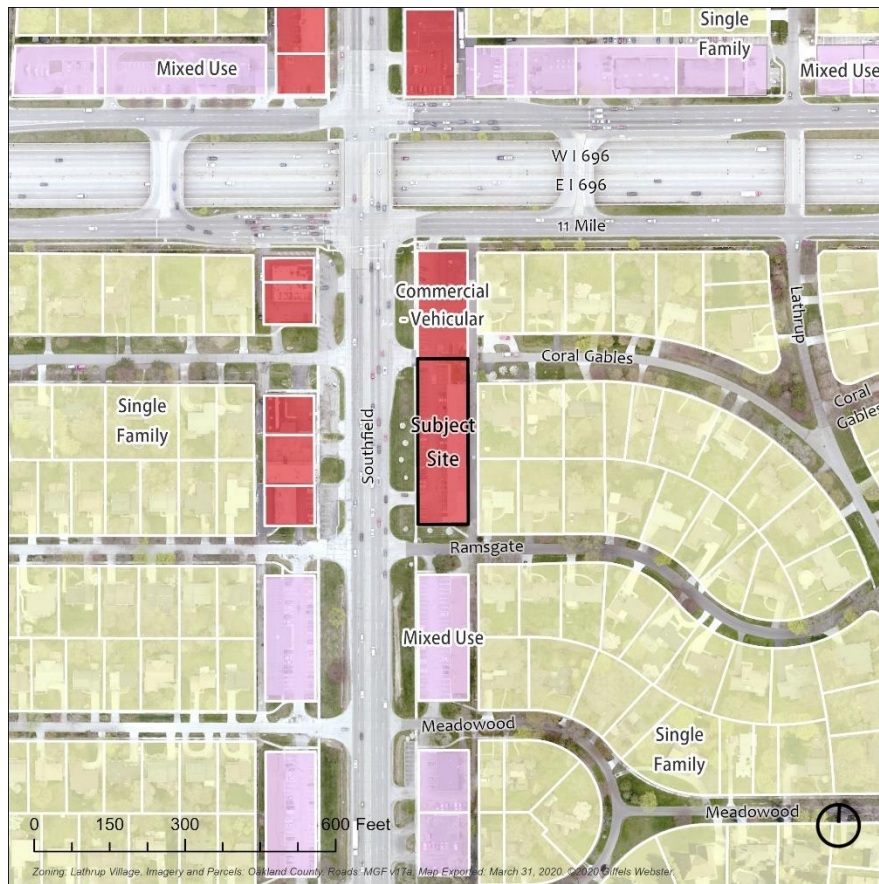 Single
Family
Mixed Use
Mixed Use
W I 696
E I 696
11 Mile
Lathrup
Commercial
- Vehicular
Coral Gables
Coral
Gables
Single
Family
Southfield
Subject
Site
Ramsgate
Mixed Use
Meadowood
Single
Family
Meadowood
0 150 300 600 Feet
Zoning: Lathrup Village, Imagery and Parcels: Oakland County, Roads: MGF v17a, Map Exported: March 31, 2020. ©2020 Giffels Webster.